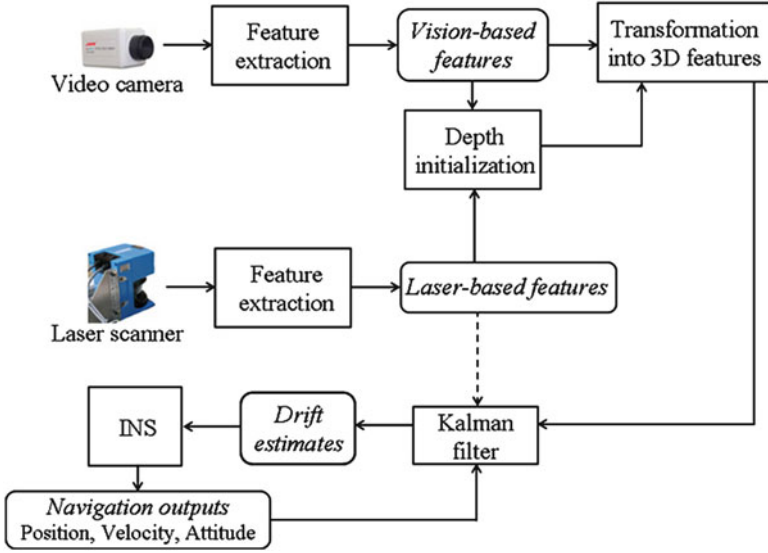 Feature
extraction
Vision-based
features
Transformation
into 3D features
Video camera
Depth
initialization
Feature
extraction
Laser-based features
Laser scanner
INS
Drift
estimates
Kalman
filter
Navigation outputs
Position, Velocity, Attitude